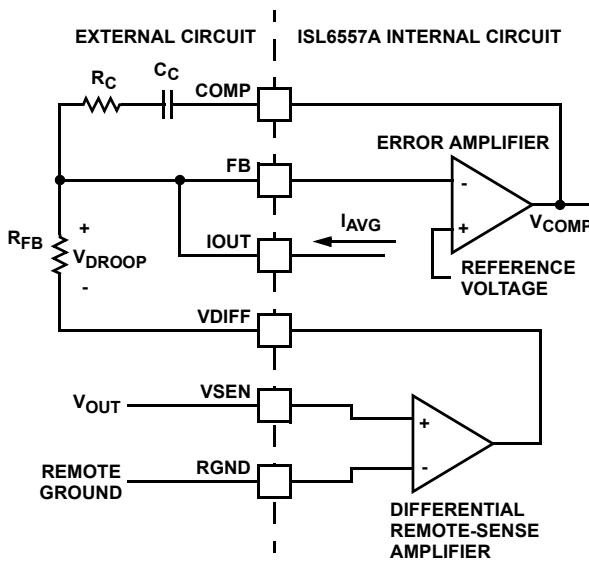 EXTERNAL CIRCUIT
ISL6557A INTERNAL CIRCUIT
RC
CC
COMP
ERROR AMPLIFIER
FB
-
+
VCOMP
IAVG
RFB
+
VDROOP
-
IOUT
REFERENCE
VOLTAGE
VDIFF
VOUT
VSEN
+
-
REMOTE
GROUND
RGND
DIFFERENTIAL
REMOTE-SENSE
AMPLIFIER